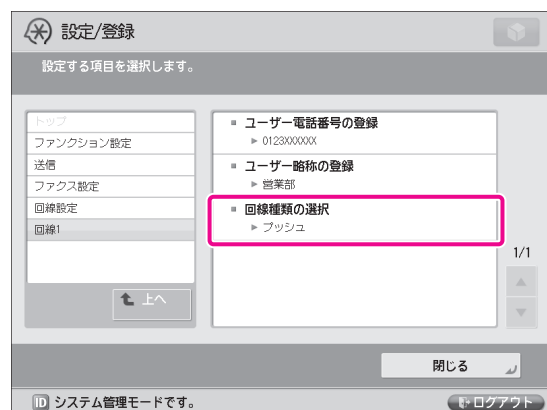 設定/登録
設定する項目を選択します。
トップ
ファンクション設定
送信
ファクス設定
回線設定
回線1
上へ
ユーザー電話番号の登録
0123XXXXXX
ユーザー略称の登録
営業部
回線種類の選択
プッシュ
1/1
閉じる
ID システム管理モードです。
ログアウト